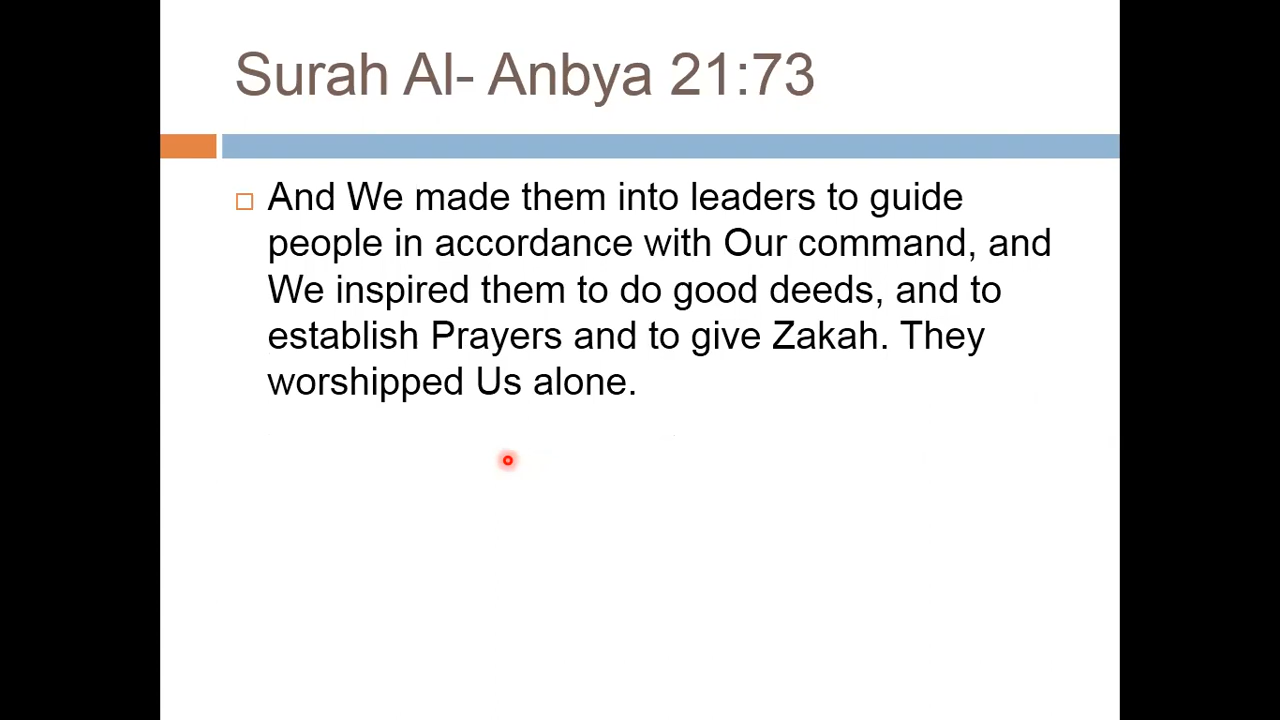 Surah Al- Anbya 21:73
And We made them into leaders to guide
people in accordance with Our command, and
We inspired them to do good deeds, and to
establish Prayers and to give Zakah. They
worshipped Us alone.